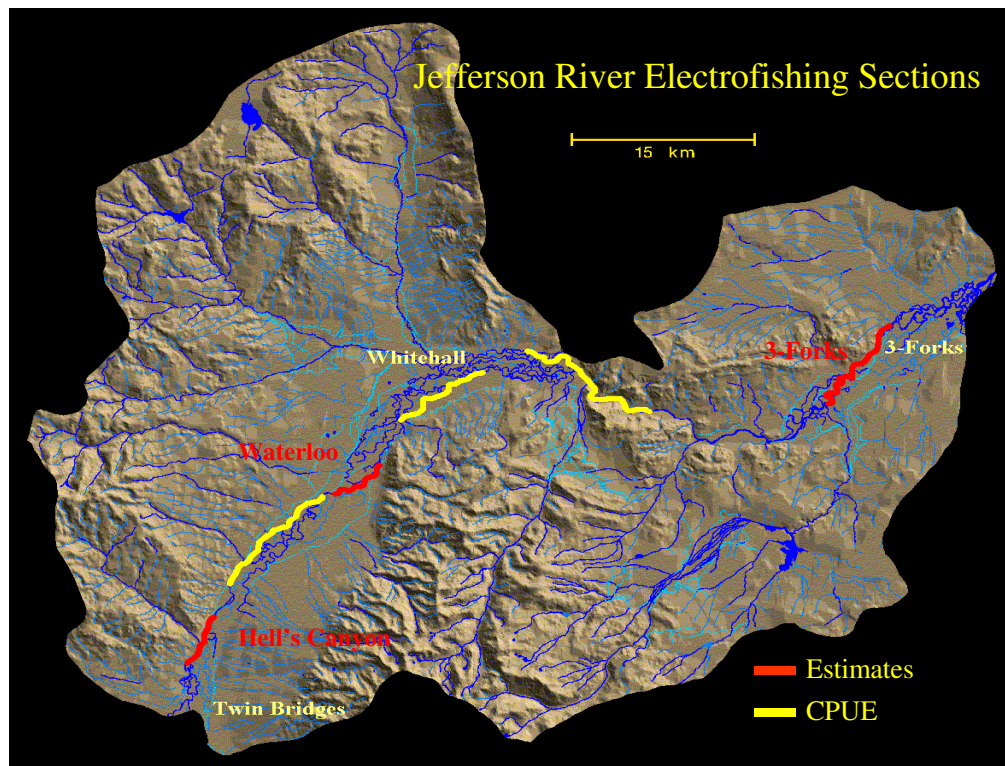 Jefferson River Electrofishing Sections
15 km
3-Forks
3-Forks
Whitehall
Waterloo
Hell's Canyon
Twin Bridges
Estimates
CPUE